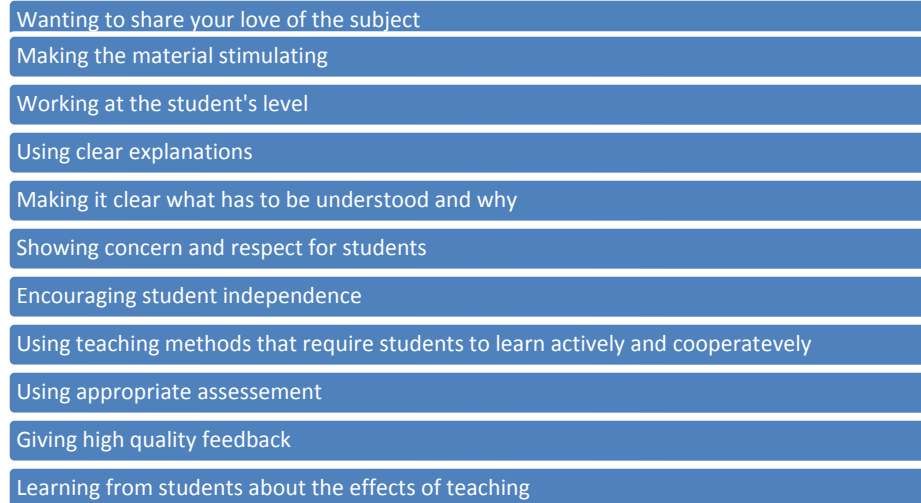 Wanting to share your love of the subject
Making the material stimulating
Working at the student's level
Using clear explanations
Making it clear what has to be understood and why
Showing concern and respect for students
Encouraging student independence
Using teaching methods that require students to learn actively and cooperatevely
Using appropriate assessement
Giving high quality feedback
Learning from students about the effects of teaching